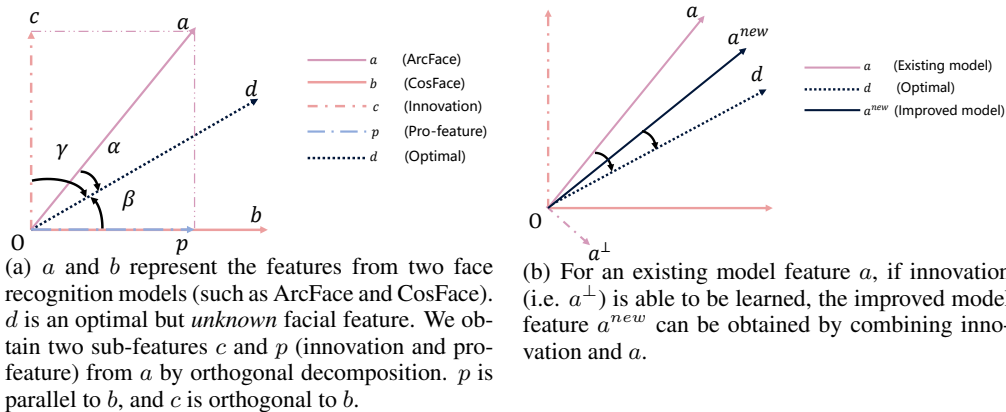 c
a
d
γ
α
β
b
O
p
a (ArcFace)
b (CosFace)
c (Innovation)
p (Pro-feature)
d (Optimal)
(a) a and b represent the features from two face
recognition models (such as ArcFace and CosFace).
d is an optimal but unknown facial feature. We ob-
tain two sub-features c and p (innovation and pro-
feature) from a by orthogonal decomposition. p is
parallel to b, and c is orthogonal to b.
a
a^{new}
d
O
a^⊥
a (Existing model)
d (Optimal)
a^{new} (Improved model)
(b) For an existing model feature a, if innovation
(i.e. a^⊥) is able to be learned, the improved model
feature a^{new} can be obtained by combining inno-
vation and a.